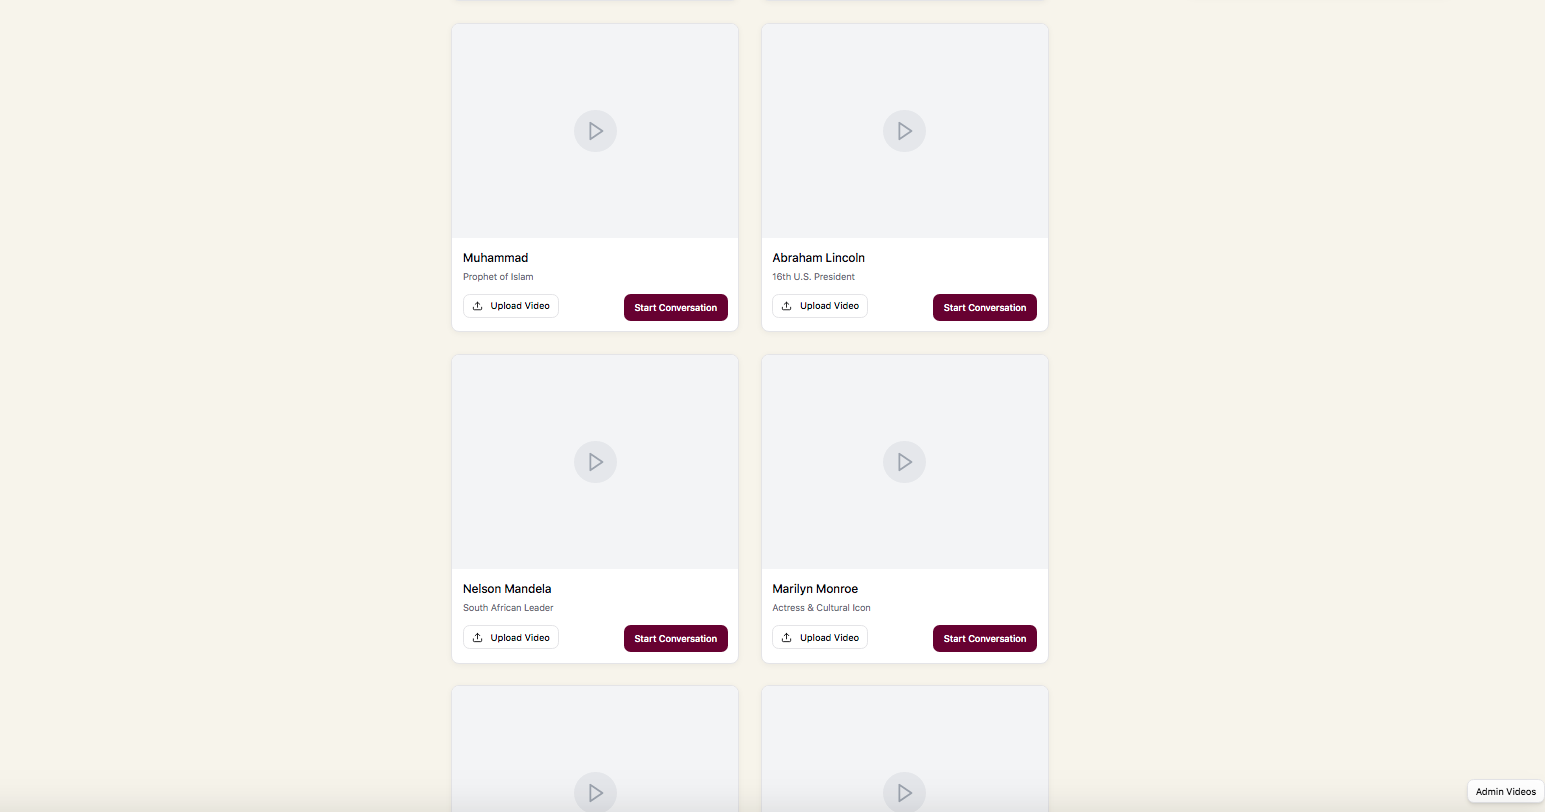 Muhammad
Prophet of Islam
Upload Video
Start Conversation
Abraham Lincoln
16th U.S. President
Upload Video
Start Conversation
Nelson Mandela
South African Leader
Upload Video
Start Conversation
Marilyn Monroe
Actress & Cultural Icon
Upload Video
Start Conversation
Admin Videos